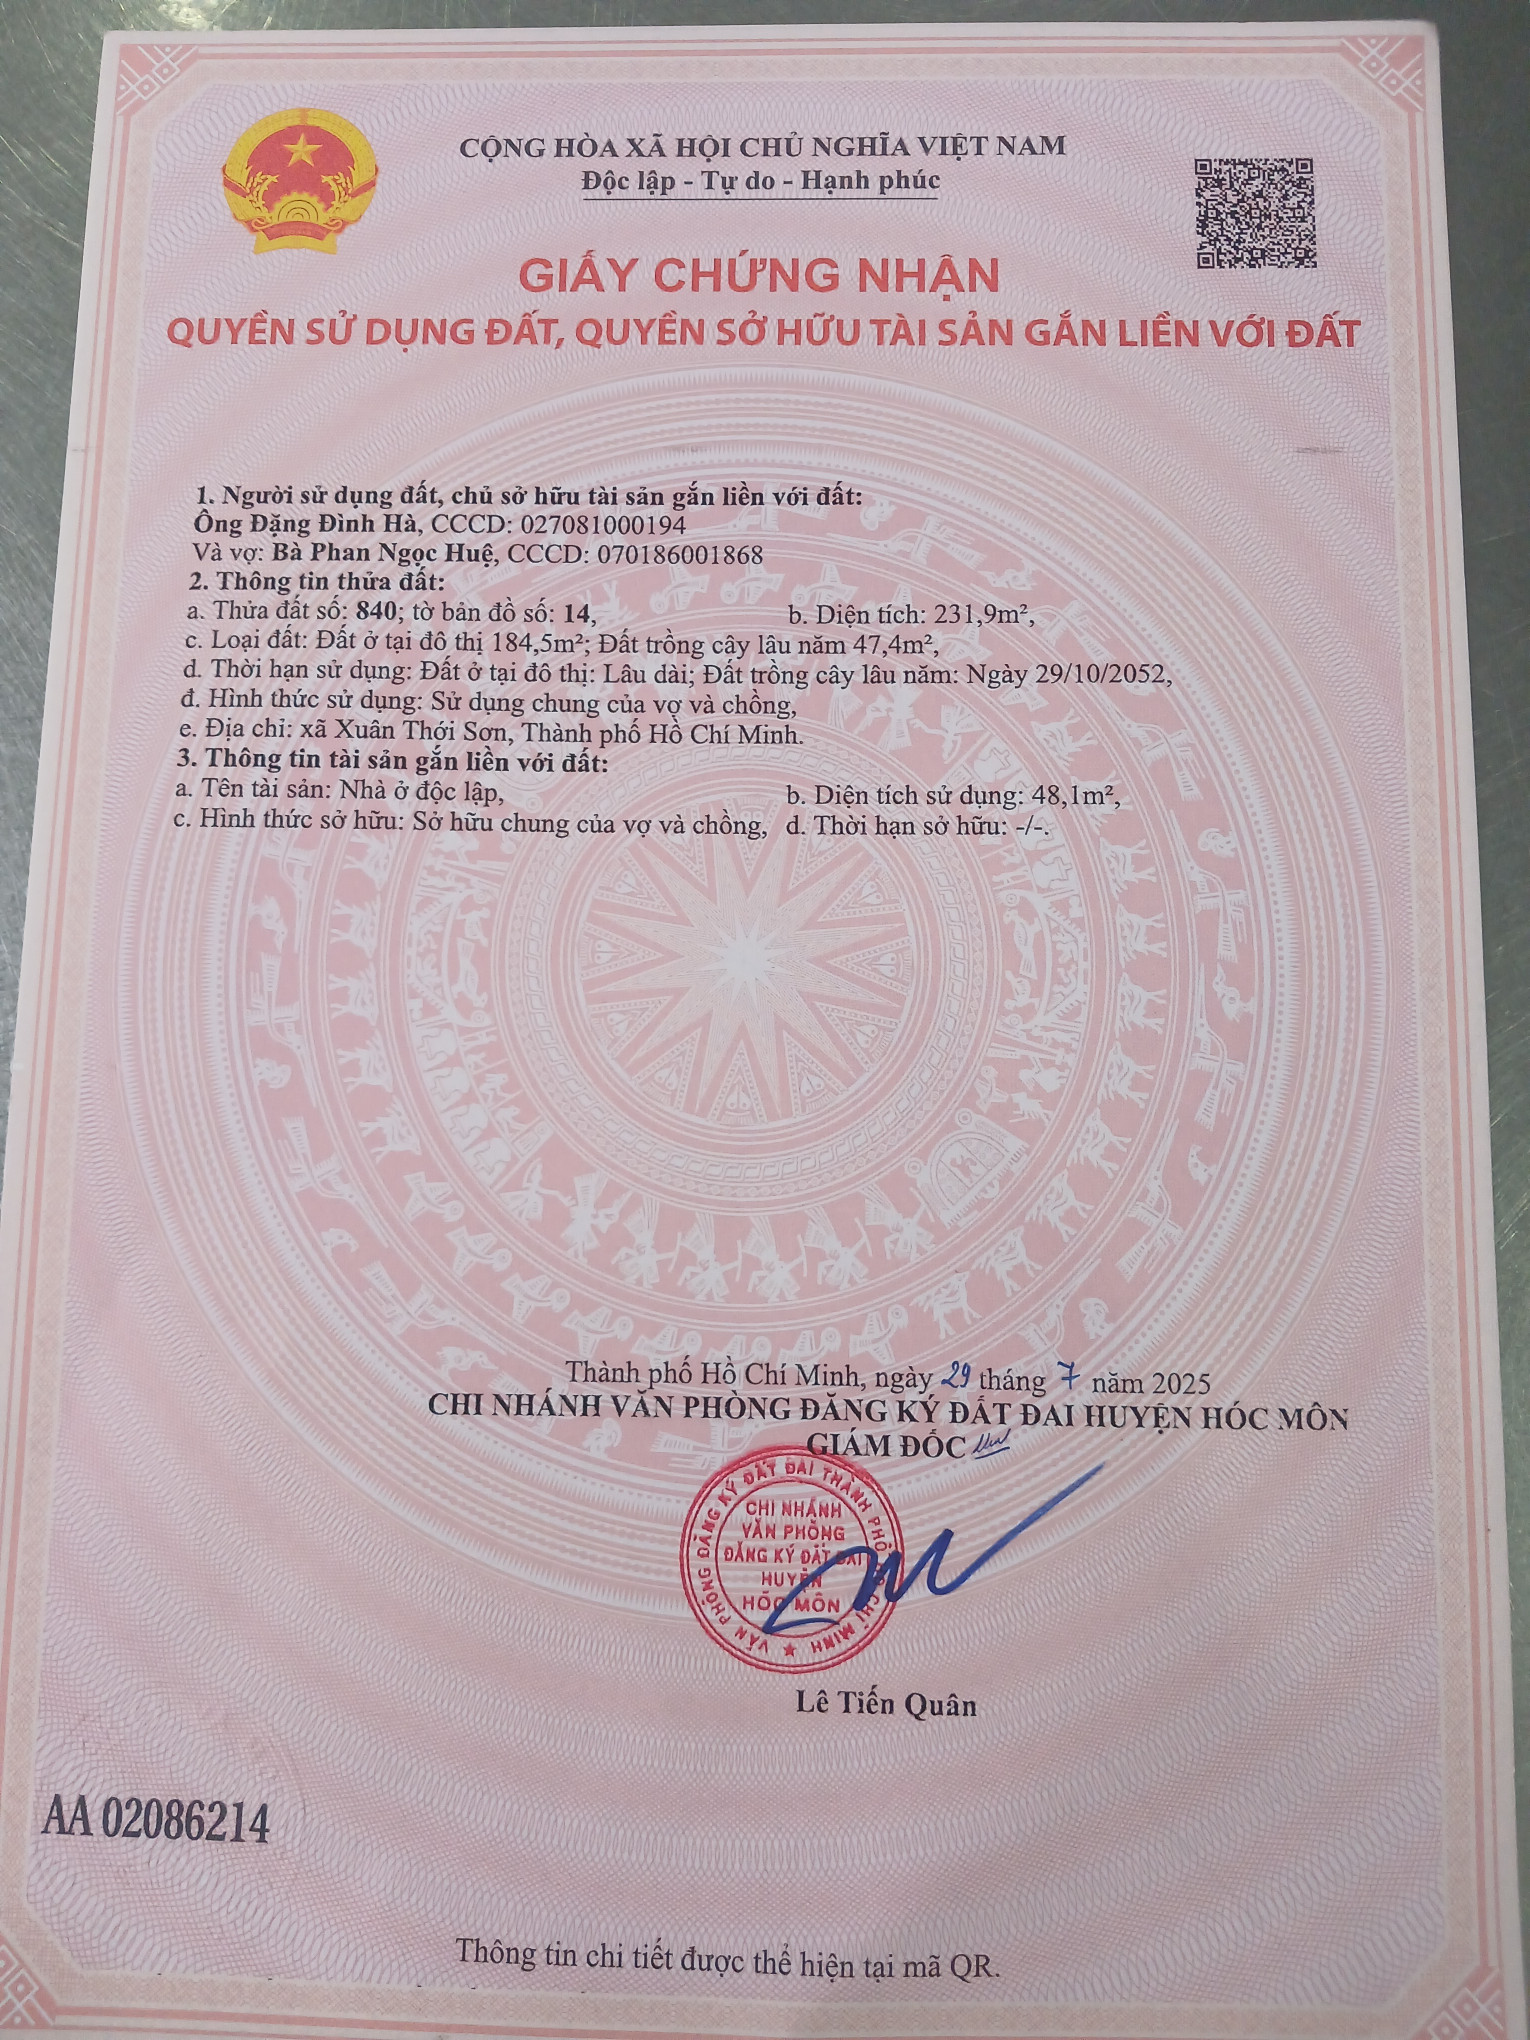 CỘNG HÒA XÃ HỘI CHỦ NGHĨA VIỆT NAM
Độc lập - Tự do - Hạnh phúc
GIẤY CHỨNG NHẬN
QUYỀN SỬ DỤNG ĐẤT, QUYỀN SỞ HỮU TÀI SẢN GẮN LIỀN VỚI ĐẤT
1. Người sử dụng đất, chủ sở hữu tài sản gắn liền với đất:
Ông Đặng Đình Hà, CCCD: 027081000194
Và vợ: Bà Phan Ngọc Huệ, CCCD: 070186001868
2. Thông tin thửa đất:
a. Thửa đất số: 840; tờ bản đồ số: 14, b. Diện tích: 231,9m²,
c. Loại đất: Đất ở tại đô thị 184,5m²; Đất trồng cây lâu năm 47,4m²,
d. Thời hạn sử dụng: Đất ở tại đô thị: Lâu dài; Đất trồng cây lâu năm: Ngày 29/10/2052,
đ. Hình thức sử dụng: Sử dụng chung của vợ và chồng,
e. Địa chỉ: xã Xuân Thới Sơn, Thành phố Hồ Chí Minh.
3. Thông tin tài sản gắn liền với đất:
a. Tên tài sản: Nhà ở độc lập, b. Diện tích sử dụng: 48,1m²,
c. Hình thức sở hữu: Sở hữu chung của vợ và chồng, d. Thời hạn sở hữu: -/-.
Thành phố Hồ Chí Minh, ngày 29 tháng 7 năm 2025
CHI NHÁNH VĂN PHÒNG ĐĂNG KÝ ĐẤT ĐAI HUYỆN HÓC MÔN
GIÁM ĐỐC
VĂN PHÒNG ĐĂNG KÝ ĐẤT ĐAI THÀNH PHỐ HỒ CHÍ MINH
CHI NHÁNH
VĂN PHÒNG
ĐĂNG KÝ ĐẤT ĐAI
HUYỆN
HÓC MÔN
Lê Tiến Quân
AA 02086214
Thông tin chi tiết được thể hiện tại mã QR.